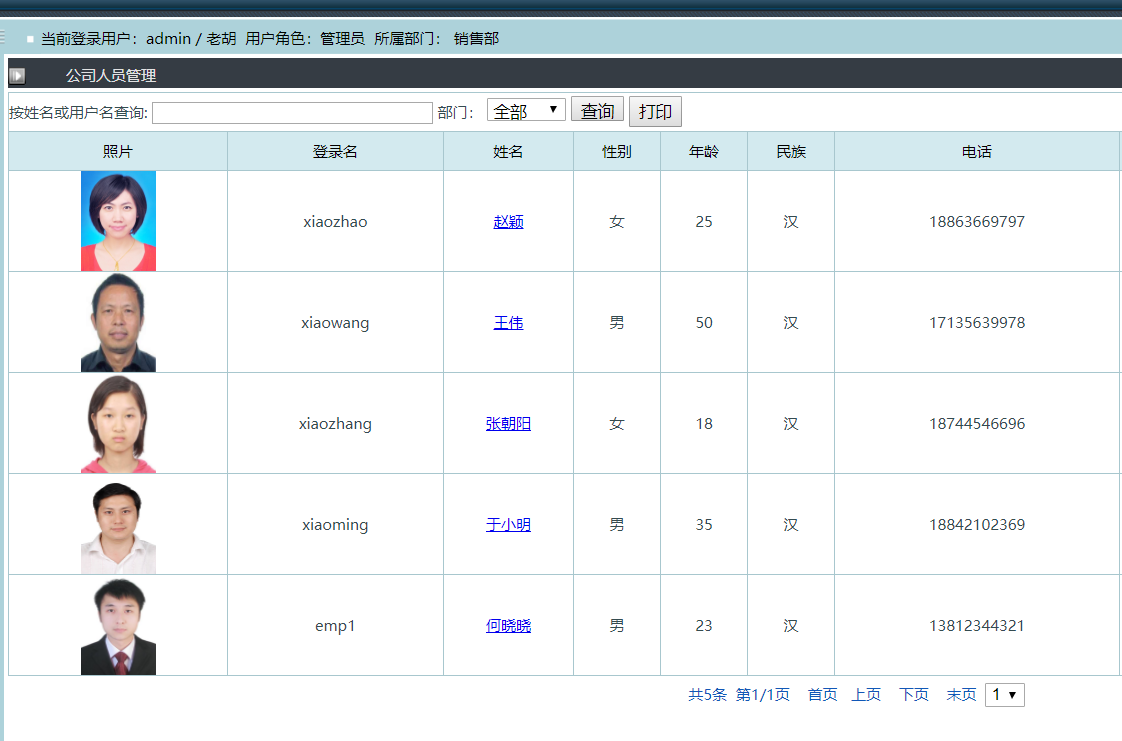 当前登录用户：admin / 老胡 用户角色：管理员 所属部门： 销售部
公司人员管理
按姓名或用户名查询: 部门： 全部 查询 打印
照片 登录名 姓名 性别 年龄 民族 电话
xiaozhao 赵颖 女 25 汉 18863669797
xiaowang 王伟 男 50 汉 17135639978
xiaozhang 张朝阳 女 18 汉 18744546696
xiaoming 于小明 男 35 汉 18842102369
emp1 何晓晓 男 23 汉 13812344321
共5条 第1/1页 首页 上页 下页 末页 1